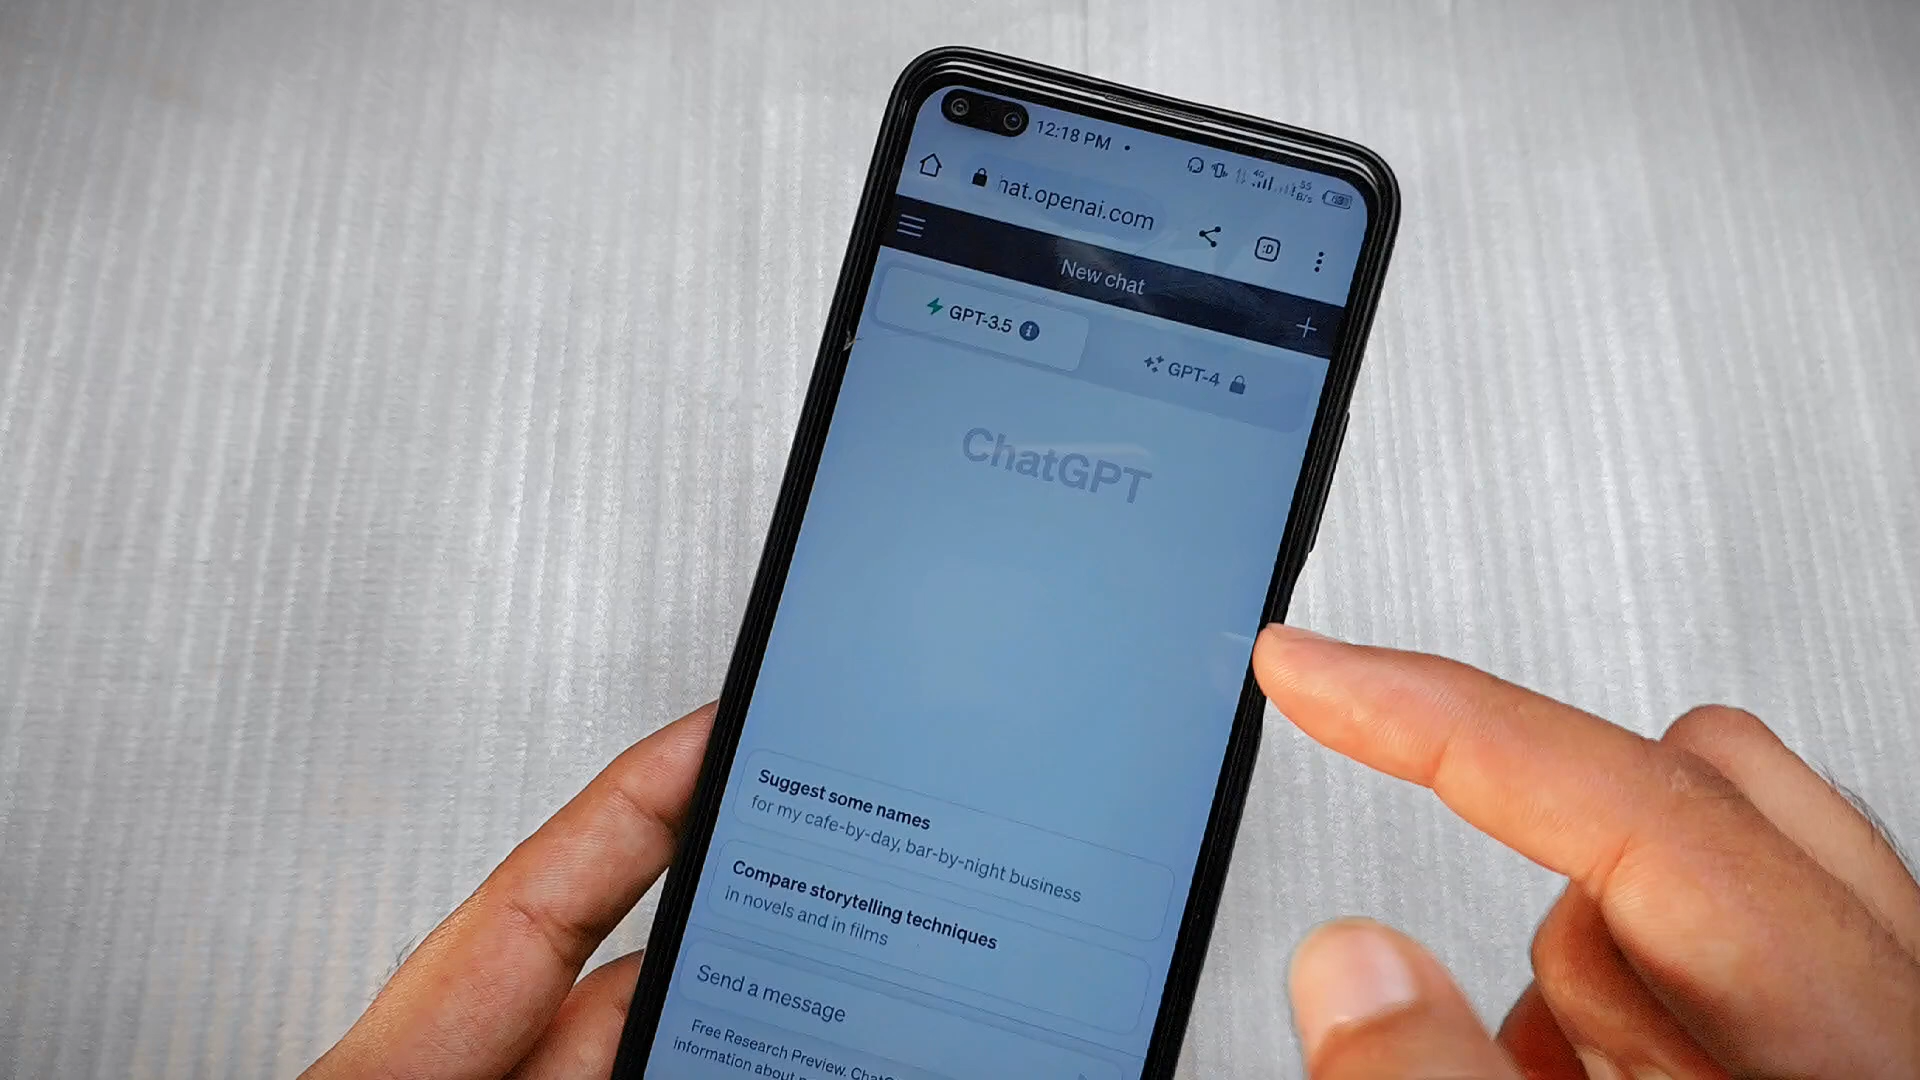 12:18 PM
4G
55
B/s
hat.openai.com
:D
New chat
GPT-3.5
GPT-4
ChatGPT
Suggest some names
for my cafe-by-day, bar-by-night business
Compare storytelling techniques
in novels and in films
Send a message
Free Research Preview.
information about